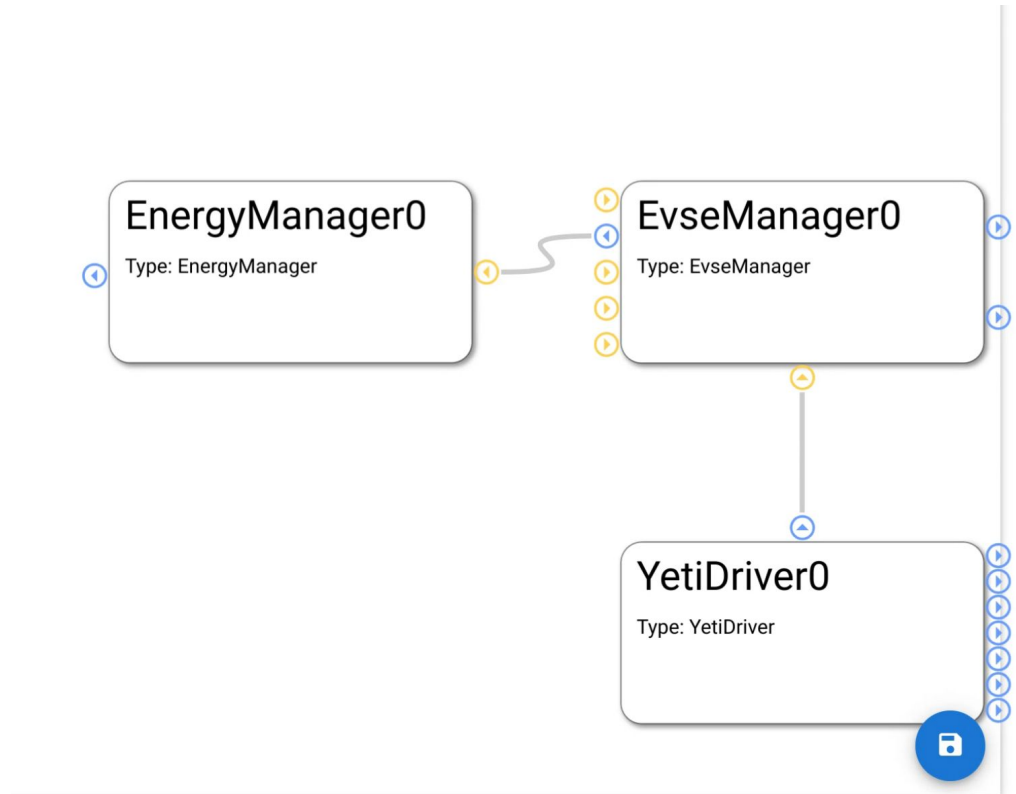 EnergyManager0
Type: EnergyManager
EvseManager0
Type: EvseManager
YetiDriver0
Type: YetiDriver